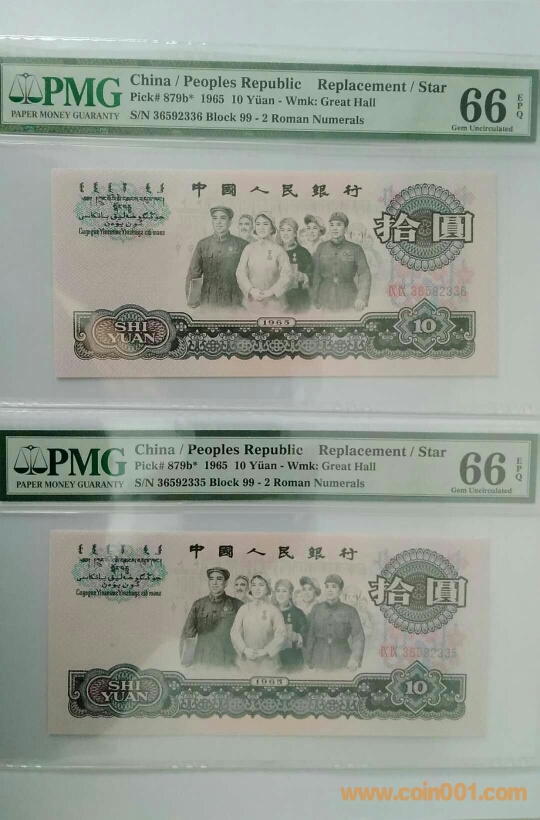 PMG
PAPER MONEY GUARANTY
China / Peoples Republic Replacement / Star
Pick# 879b* 1965 10 Yüan - Wmk: Great Hall
S/N 36592336 Block 99 - 2 Roman Numerals
66 EPQ
Gem Uncirculated
中國人民銀行
拾圓
36592336
1965
SHI
YUAN
10
PMG
PAPER MONEY GUARANTY
China / Peoples Republic Replacement / Star
Pick# 879b* 1965 10 Yüan - Wmk: Great Hall
S/N 36592335 Block 99 - 2 Roman Numerals
66 EPQ
Gem Uncirculated
中國人民銀行
拾圓
36592335
1965
SHI
YUAN
10
www.coin001.com